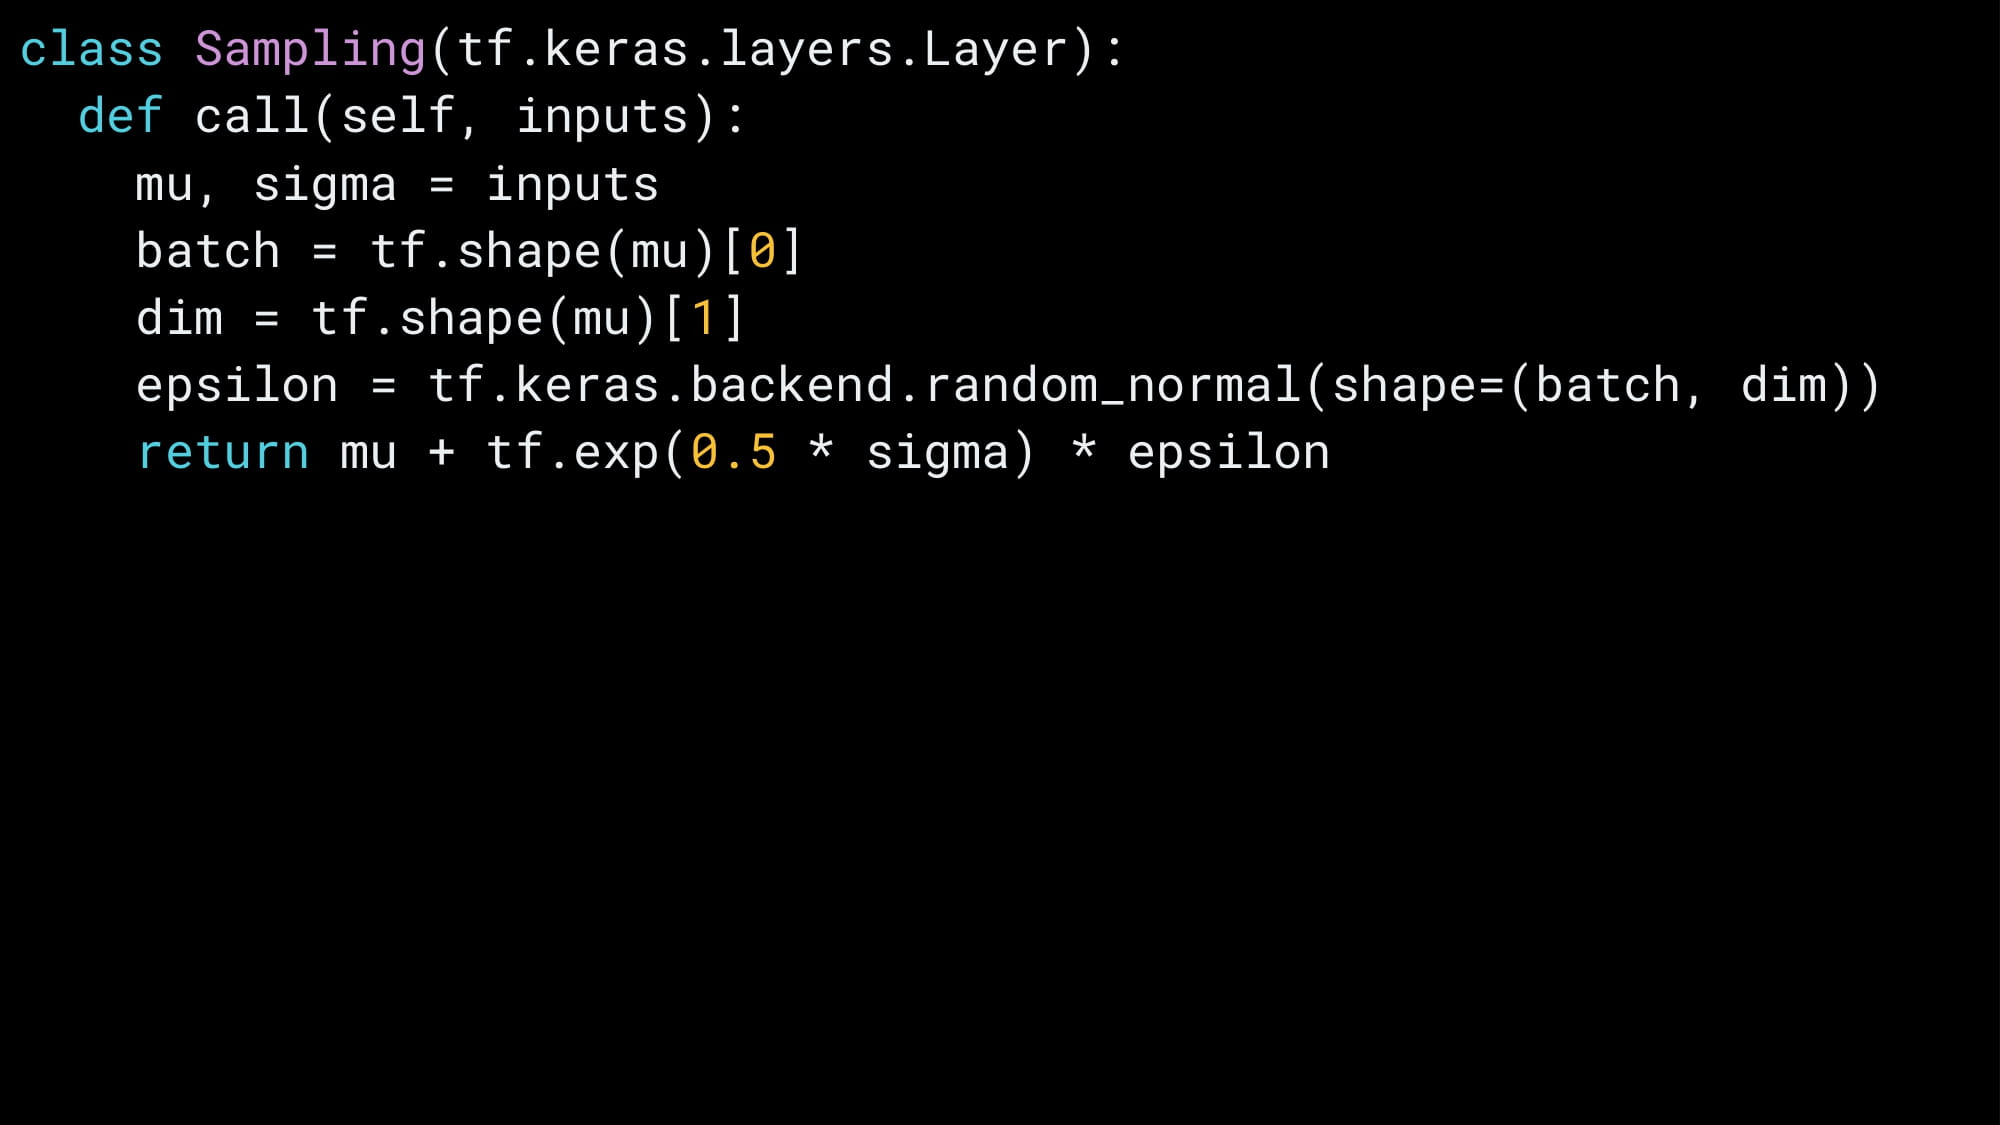 class Sampling(tf.keras.layers.Layer):
  def call(self, inputs):
    mu, sigma = inputs
    batch = tf.shape(mu)[0]
    dim = tf.shape(mu)[1]
    epsilon = tf.keras.backend.random_normal(shape=(batch, dim))
    return mu + tf.exp(0.5 * sigma) * epsilon